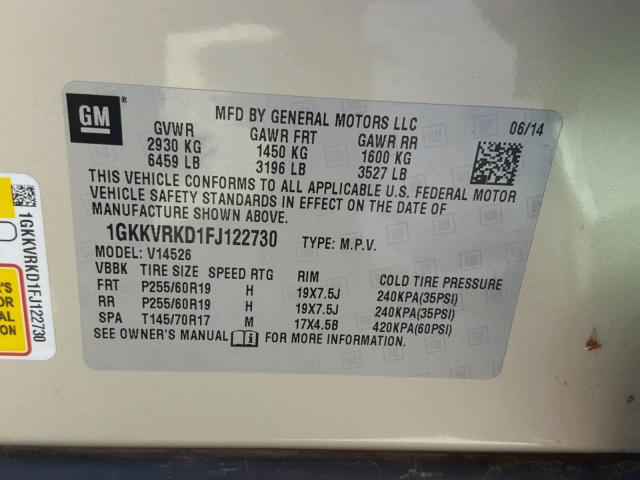 GM
MFD BY GENERAL MOTORS LLC 06/14
GVWR GAWR FRT GAWR RR
2930 KG 1450 KG 1600 KG
6459 LB 3196 LB 3527 LB
THIS VEHICLE CONFORMS TO ALL APPLICABLE U.S. FEDERAL MOTOR
VEHICLE SAFETY STANDARDS IN EFFECT ON THE DATE OF
MANUFACTURE SHOWN ABOVE.
1GKKVRKD1FJ122730 TYPE: M.P.V.
MODEL: V14526
VBBK TIRE SIZE SPEED RTG RIM COLD TIRE PRESSURE
FRT P255/60R19 H 19X7.5J 240KPA(35PSI)
RR P255/60R19 H 19X7.5J 240KPA(35PSI)
SPA T145/70R17 M 17X4.5B 420KPA(60PSI)
SEE OWNER'S MANUAL i FOR MORE INFORMATION.
1GKKVRKD1FJ122730